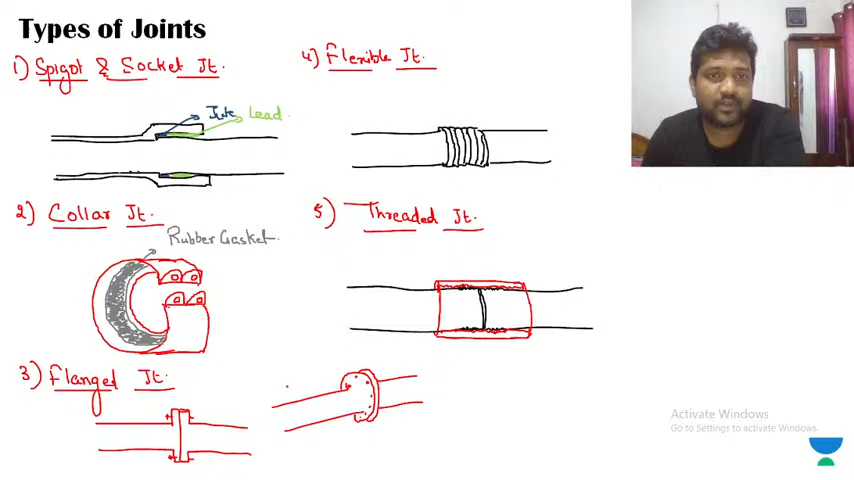 Types of Joints
1) Spigot & Socket Jt.
Jute
Lead.
2) Collar Jt.
Rubber Gasket.
3) Flanged Jt.
4) Flexible Jt.
5) Threaded Jt.
Activate Windows
Go to Settings to activate Windows.